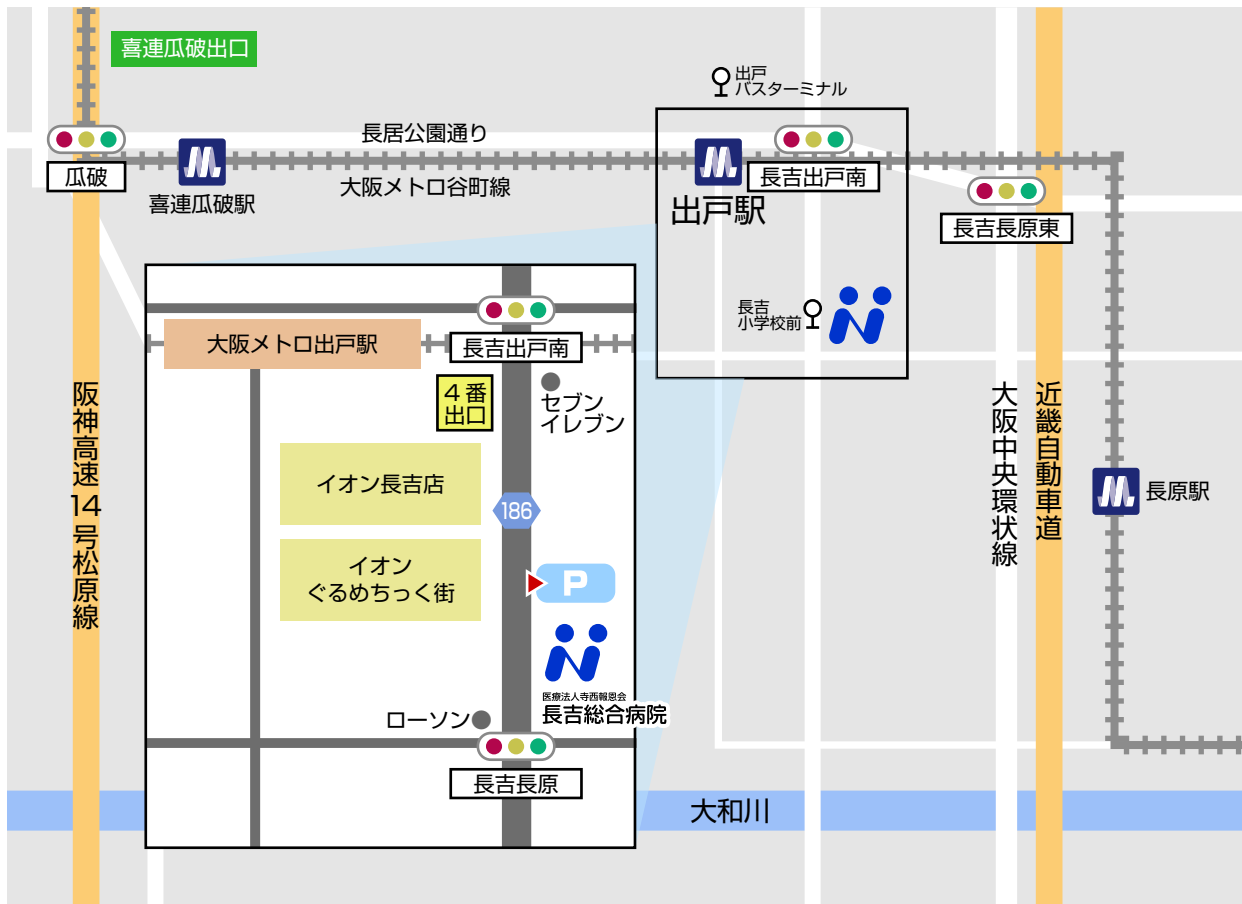 喜連瓜破出口
出戸
バスターミナル
長居公園通り
瓜破
喜連瓜破駅
大阪メトロ谷町線
出戸駅
長吉出戸南
長吉長原東
長吉
小学校前
大阪メトロ出戸駅
長吉出戸南
4番
出口
セブン
イレブン
イオン長吉店
186
イオン
ぐるめちっく街
P
医療法人寺西報恩会
長吉総合病院
ローソン
長吉長原
阪神高速14号松原線
大阪中央環状線
近畿自動車道
長原駅
大和川